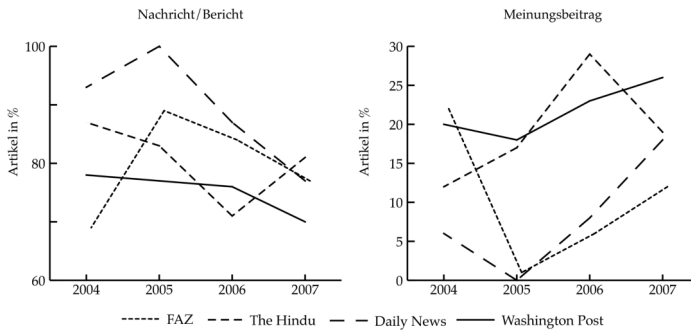 Nachricht/Bericht
Artikel in %
100
80
60
2004 2005 2006 2007
Meinungsbeitrag
Artikel in %
30
25
20
15
10
5
0
2004 2005 2006 2007
FAZ The Hindu Daily News Washington Post